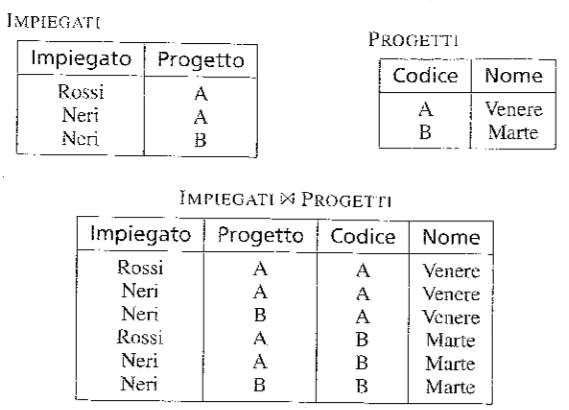 IMPIEGATI
Impiegato Progetto
Rossi A
Neri A
Neri B
PROGETTI
Codice Nome
A Venere
B Marte
IMPIEGATI ⋈ PROGETTI
Impiegato Progetto Codice Nome
Rossi A A Venere
Neri A A Venere
Neri B A Venere
Rossi A B Marte
Neri A B Marte
Neri B B Marte